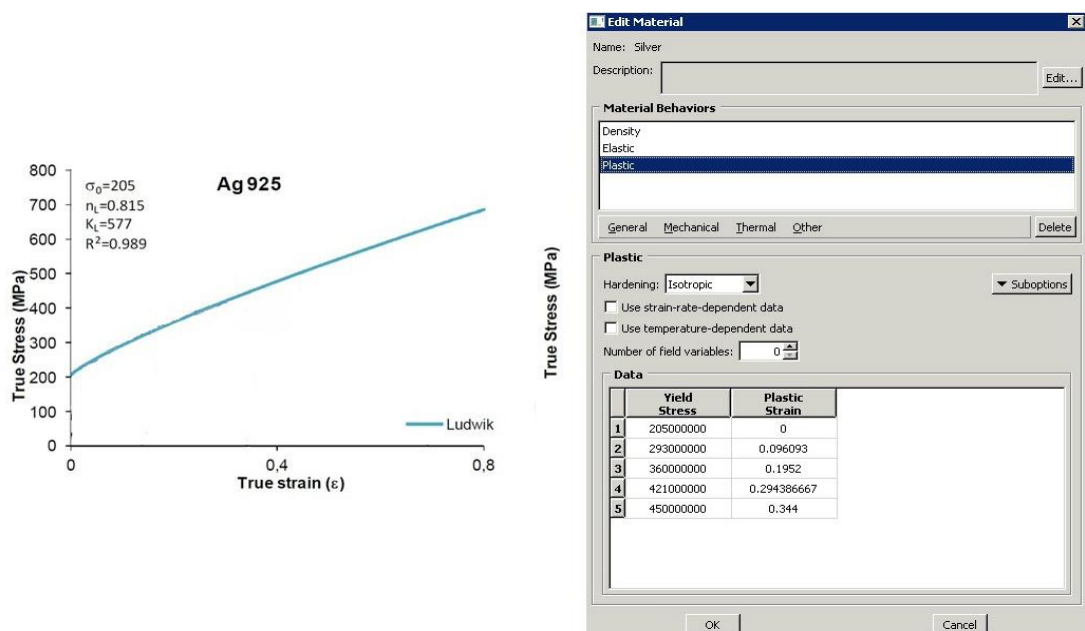 Ag 925
σ0=205
nL=0.815
KL=577
R2=0.989
True Stress (MPa)
800
700
600
500
400
300
200
100
0
Ludwik
0
0,4
0,8
True strain (ε)
True Stress (MPa)
Edit Material
Name: Silver
Description:
Edit...
Material Behaviors
Density
Elastic
Plastic
General Mechanical Thermal Other Delete
Plastic
Hardening: Isotropic Suboptions
Use strain-rate-dependent data
Use temperature-dependent data
Number of field variables: 0
Data
Yield Stress Plastic Strain
1 205000000 0
2 293000000 0.096093
3 360000000 0.1952
4 421000000 0.294386667
5 450000000 0.344
OK Cancel